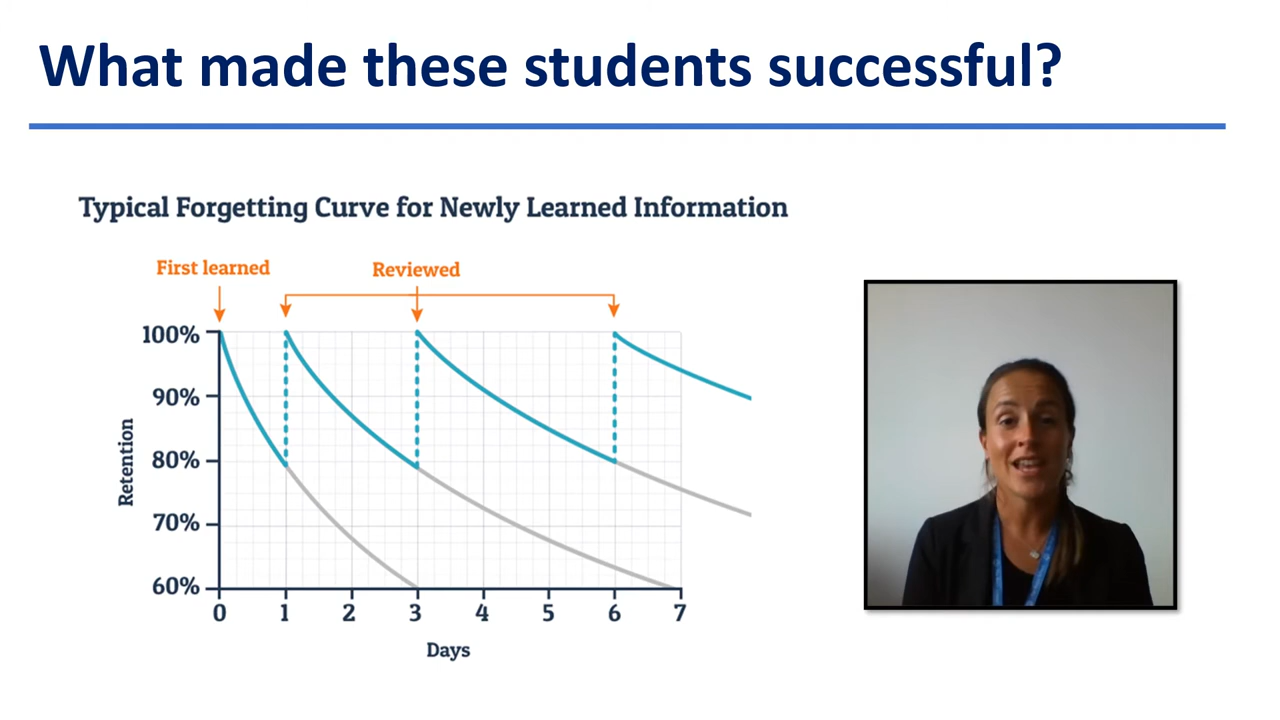 What made these students successful?
Typical Forgetting Curve for Newly Learned Information
First learned
Reviewed
100%
90%
80%
70%
60%
Retention
0 1 2 3 4 5 6 7
Days